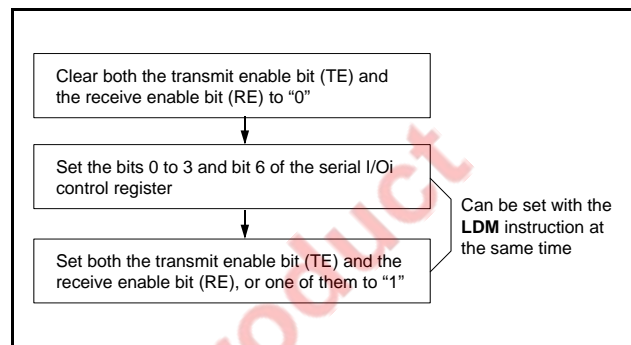 Clear both the transmit enable bit (TE) and
the receive enable bit (RE) to “0”
Set the bits 0 to 3 and bit 6 of the serial I/Oi
control register
Set both the transmit enable bit (TE) and the
receive enable bit (RE), or one of them to “1”
Can be set with the
LDM instruction at
the same time
roduct